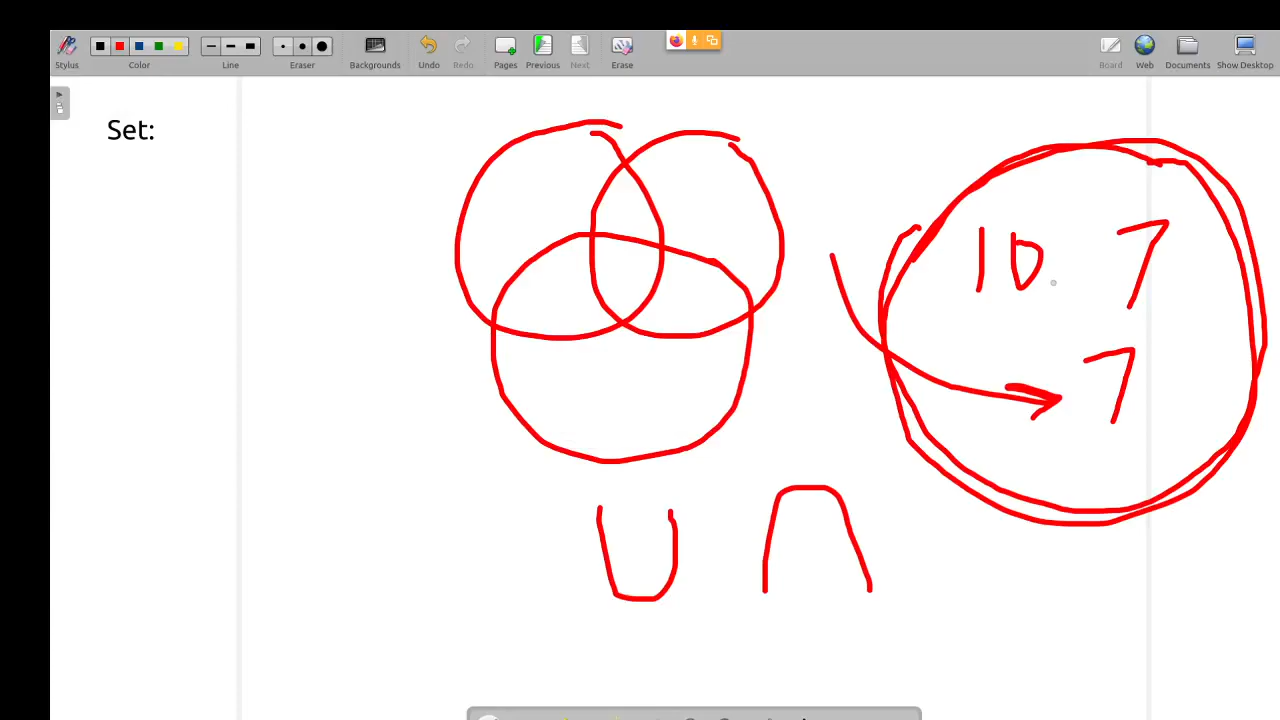 Stylus Color Line Eraser Backgrounds Undo Redo Pages Previous Next Erase Board Web Documents Show Desktop
Set:
10 7
7
U ∩